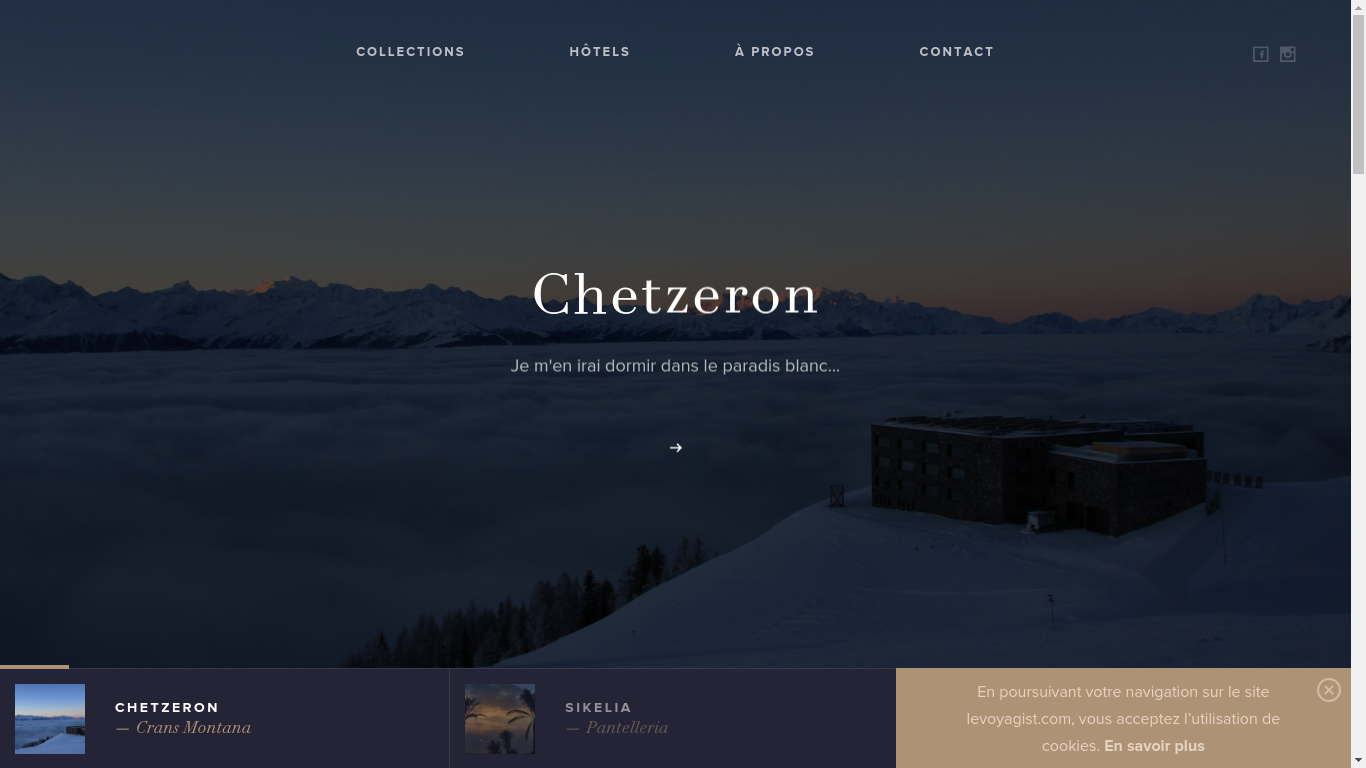 COLLECTIONS
HÔTELS
À PROPOS
CONTACT
Chetzeron
Je m'en irai dormir dans le paradis blanc...
CHETZERON
— Crans Montana
SIKELIA
— Pantelleria
En poursuivant votre navigation sur le site
levoyagist.com, vous acceptez l'utilisation de
cookies. En savoir plus